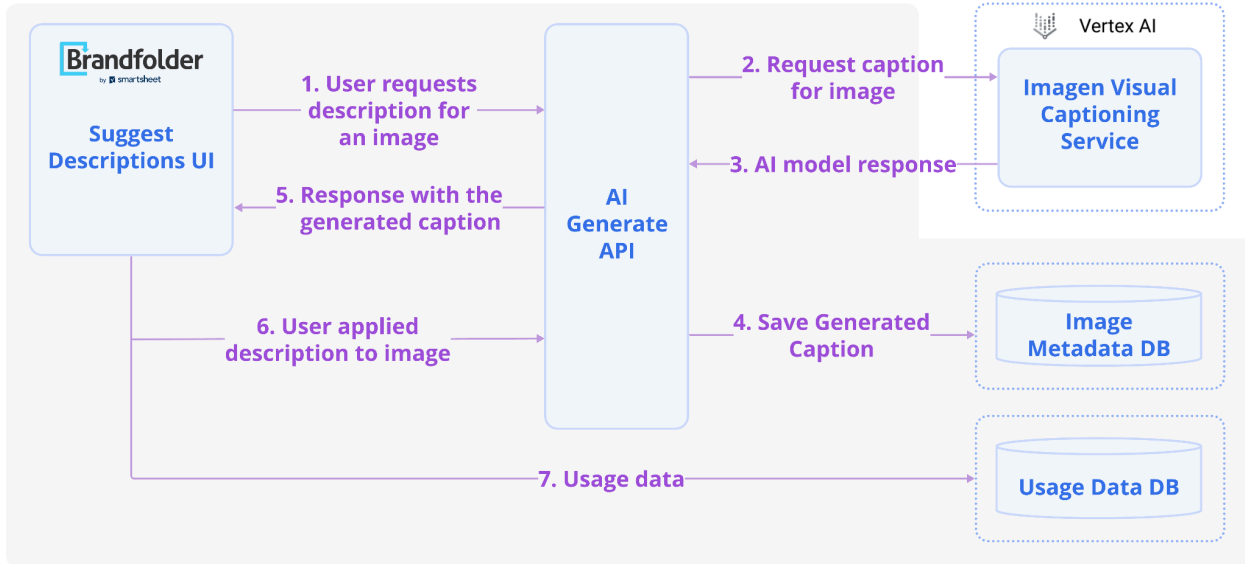 Brandfolder
by smartsheet
Suggest
Descriptions UI
1. User requests
description for
an image
5. Response with the
generated caption
6. User applied
description to image
AI
Generate
API
2. Request caption
for image
3. AI model response
4. Save Generated
Caption
7. Usage data
Vertex AI
Imagen Visual
Captioning
Service
Image
Metadata DB
Usage Data DB